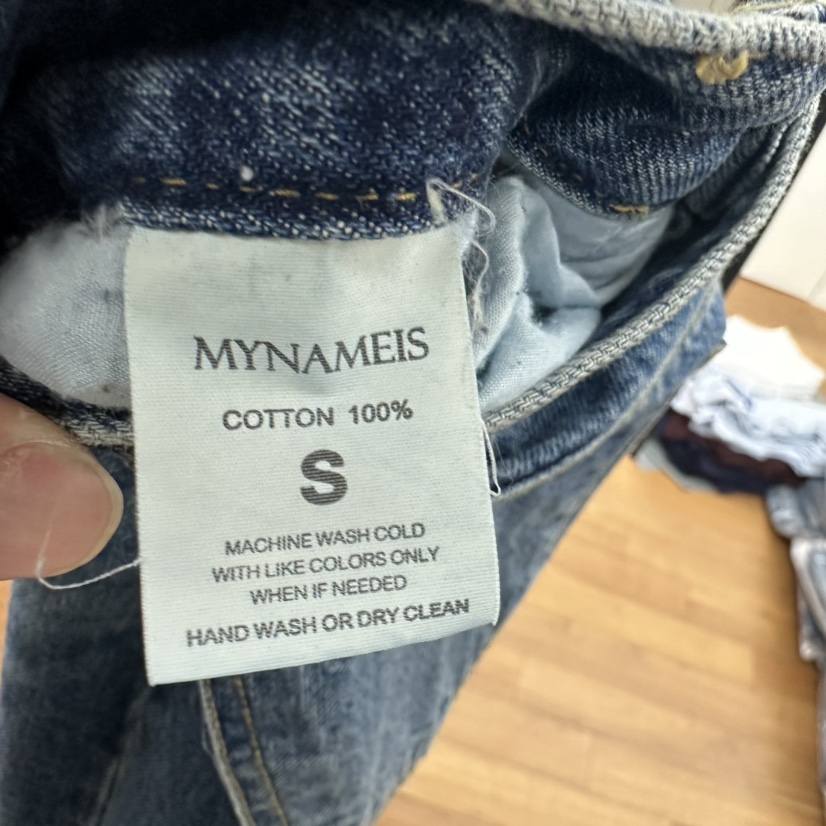 MYNAMEIS
COTTON 100%
S
MACHINE WASH COLD
WITH LIKE COLORS ONLY
WHEN IF NEEDED
HAND WASH OR DRY CLEAN